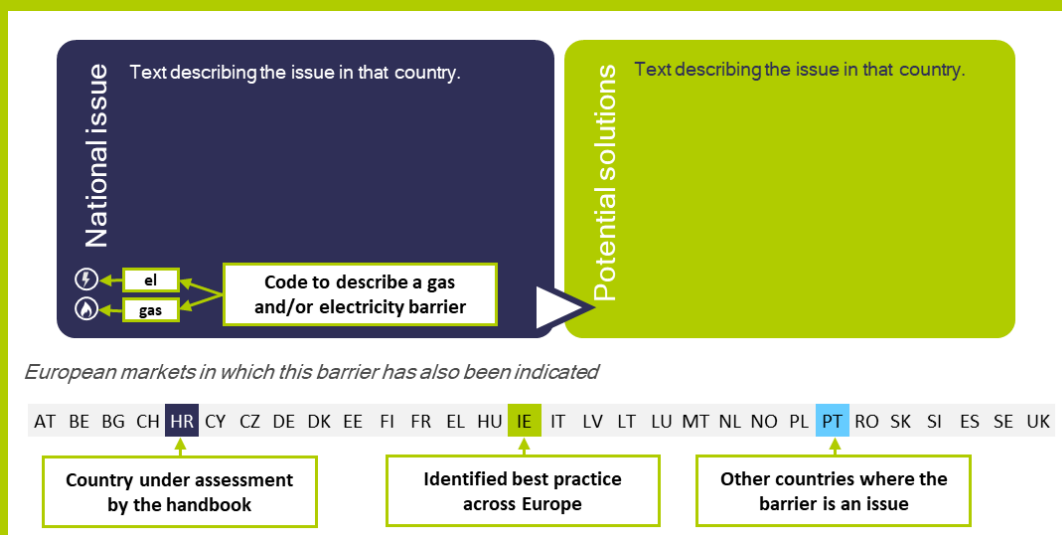 National issue
Text describing the issue in that country.
el
gas
Code to describe a gas
and/or electricity barrier
Potential solutions
Text describing the issue in that country.
European markets in which this barrier has also been indicated
AT BE BG CH HR CY CZ DE DK EE FI FR EL HU IE IT LV LT LU MT NL NO PL PT RO SK SI ES SE UK
Country under assessment
by the handbook
Identified best practice
across Europe
Other countries where the
barrier is an issue